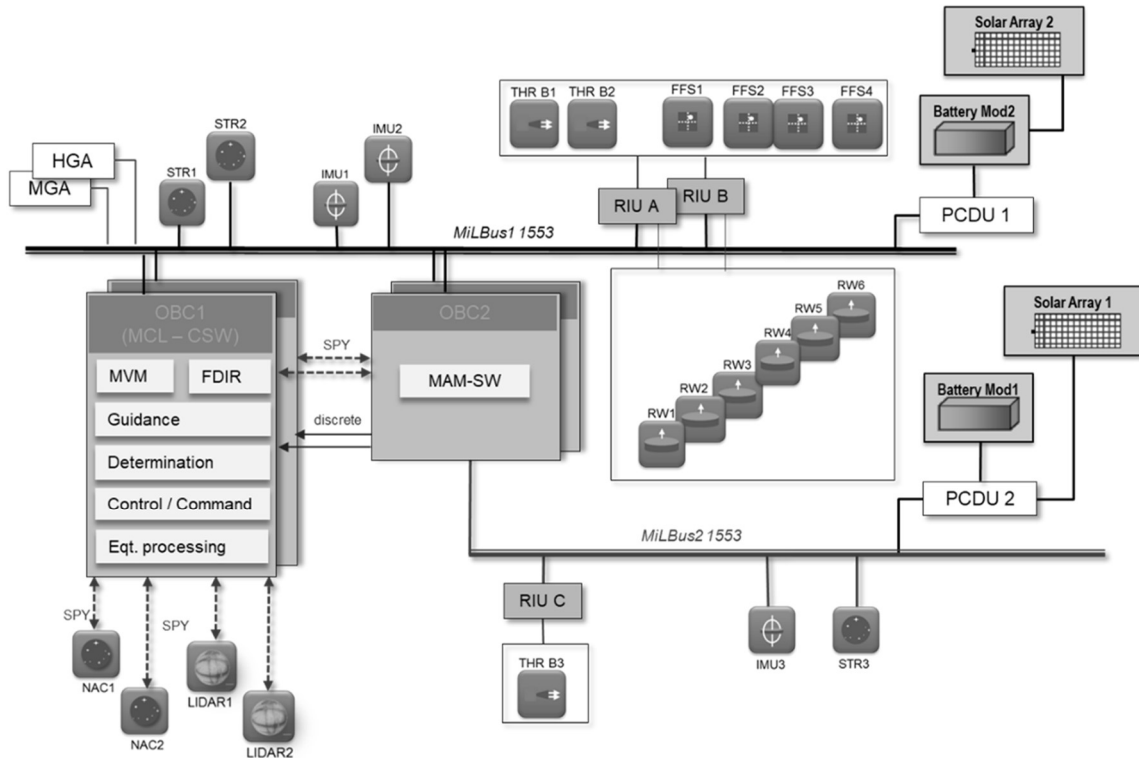 Solar Array 2
THR B1
THR B2
FFS1
FFS2
FFS3
FFS4
Battery Mod2
STR2
IMU2
HGA
MGA
STR1
IMU1
RIU A
RIU B
PCDU 1
MiLBus1 1553
OBC1
(MCL – CSW)
OBC2
SPY
MVM
FDIR
MAM-SW
Guidance
discrete
Determination
Control / Command
Eqt. processing
RW6
RW5
RW4
RW3
RW2
RW1
Solar Array 1
Battery Mod1
PCDU 2
MiLBus2 1553
SPY
SPY
NAC1
NAC2
LIDAR1
LIDAR2
RIU C
THR B3
IMU3
STR3